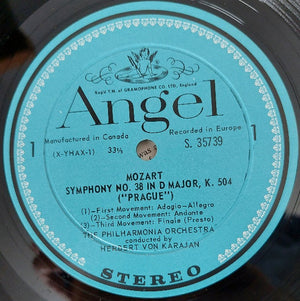 Regd T.M. of GRAMOPHONE CO. LTD. ENGLAND
Angel
Manufactured in Canada
Recorded in Europe
(X-YHAX-1) 33⅓
S. 35739
1 1
MOZART
SYMPHONY NO. 38 IN D MAJOR, K. 504
("PRAGUE")
(1)—First Movement: Adagio—Allegro
(2)—Second Movement: Andante
(3)—Third Movement: Finale (Presto)
THE PHILHARMONIA ORCHESTRA
conducted by
HERBERT VON KARAJAN
STEREO